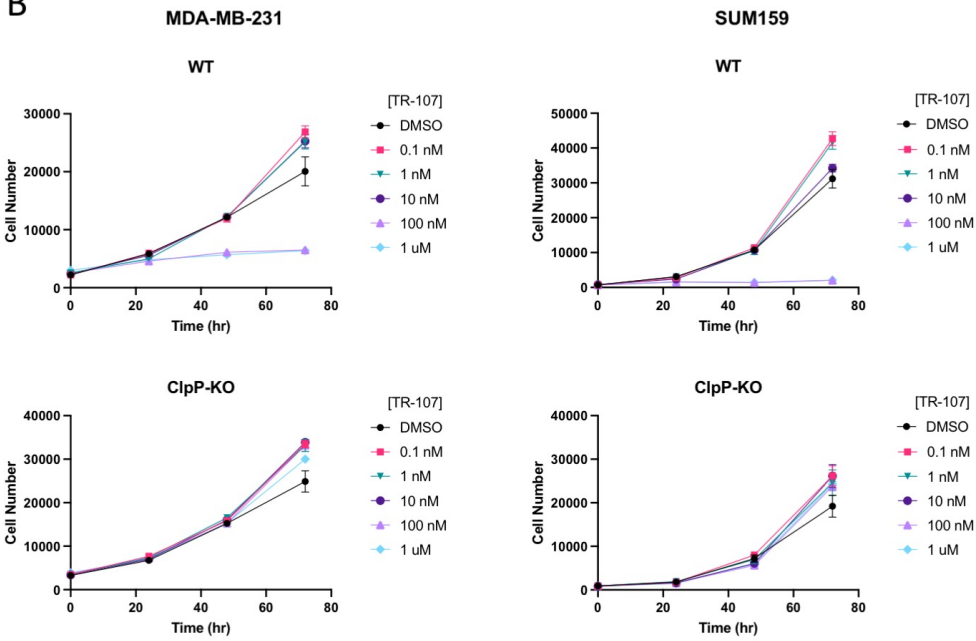 B
MDA-MB-231
SUM159
WT
Cell Number
30000
20000
10000
0
0 20 40 60 80
Time (hr)
[TR-107]
DMSO
0.1 nM
1 nM
10 nM
100 nM
1 uM
WT
Cell Number
50000
40000
30000
20000
10000
0
0 20 40 60 80
Time (hr)
[TR-107]
DMSO
0.1 nM
1 nM
10 nM
100 nM
1 uM
ClpP-KO
Cell Number
40000
30000
20000
10000
0
0 20 40 60 80
Time (hr)
[TR-107]
DMSO
0.1 nM
1 nM
10 nM
100 nM
1 uM
ClpP-KO
Cell Number
40000
30000
20000
10000
0
0 20 40 60 80
Time (hr)
[TR-107]
DMSO
0.1 nM
1 nM
10 nM
100 nM
1 uM